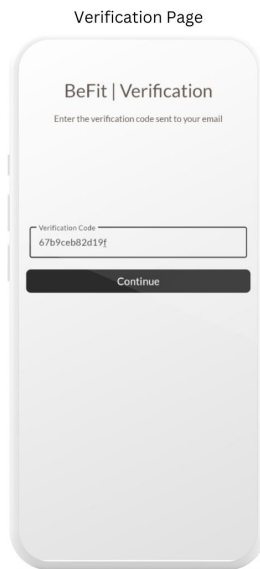 Verification Page
BeFit | Verification
Enter the verification code sent to your email
Verification Code
67b9ceb82d19f
Continue